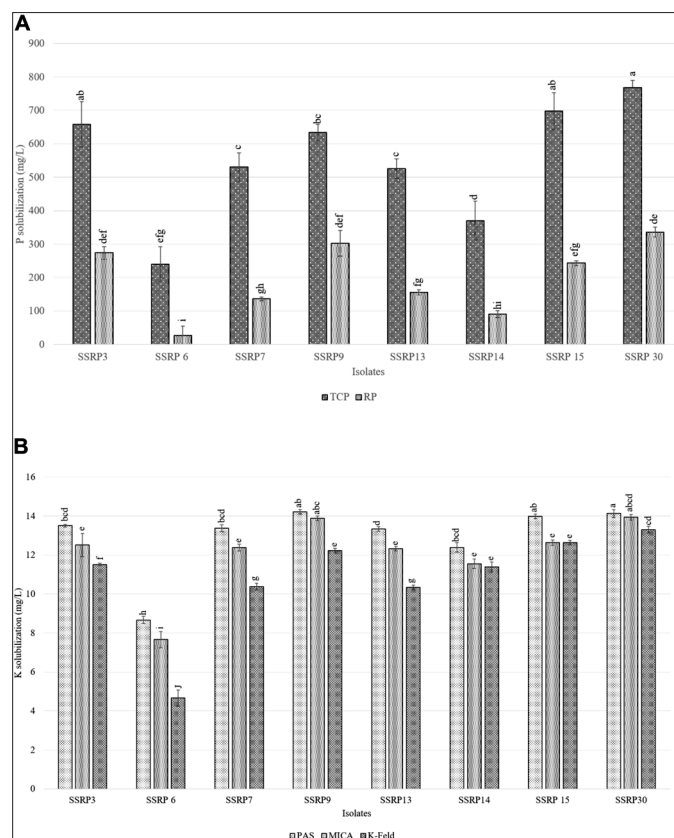 A
900
800
700
600
500
400
300
200
100
0
P solubilization (mg/L)
ab
def
efg
i
c
gh
bc
def
c
fg
d
hi
ab
efg
a
de
SSRP3 SSRP 6 SSRP7 SSRP9 SSRP13 SSRP14 SSRP 15 SSRP 30
Isolates
TCP RP
B
16
14
12
10
8
6
4
2
0
K solubilization (mg/L)
bcd
e
f
h
i
j
bcd
e
g
ab
abc
e
d
e
g
bcd
e
e
ab
e
e
a
abcd
cd
SSRP3 SSRP 6 SSRP7 SSRP9 SSRP13 SSRP14 SSRP 15 SSRP30
Isolates
PAS MICA K-Feld